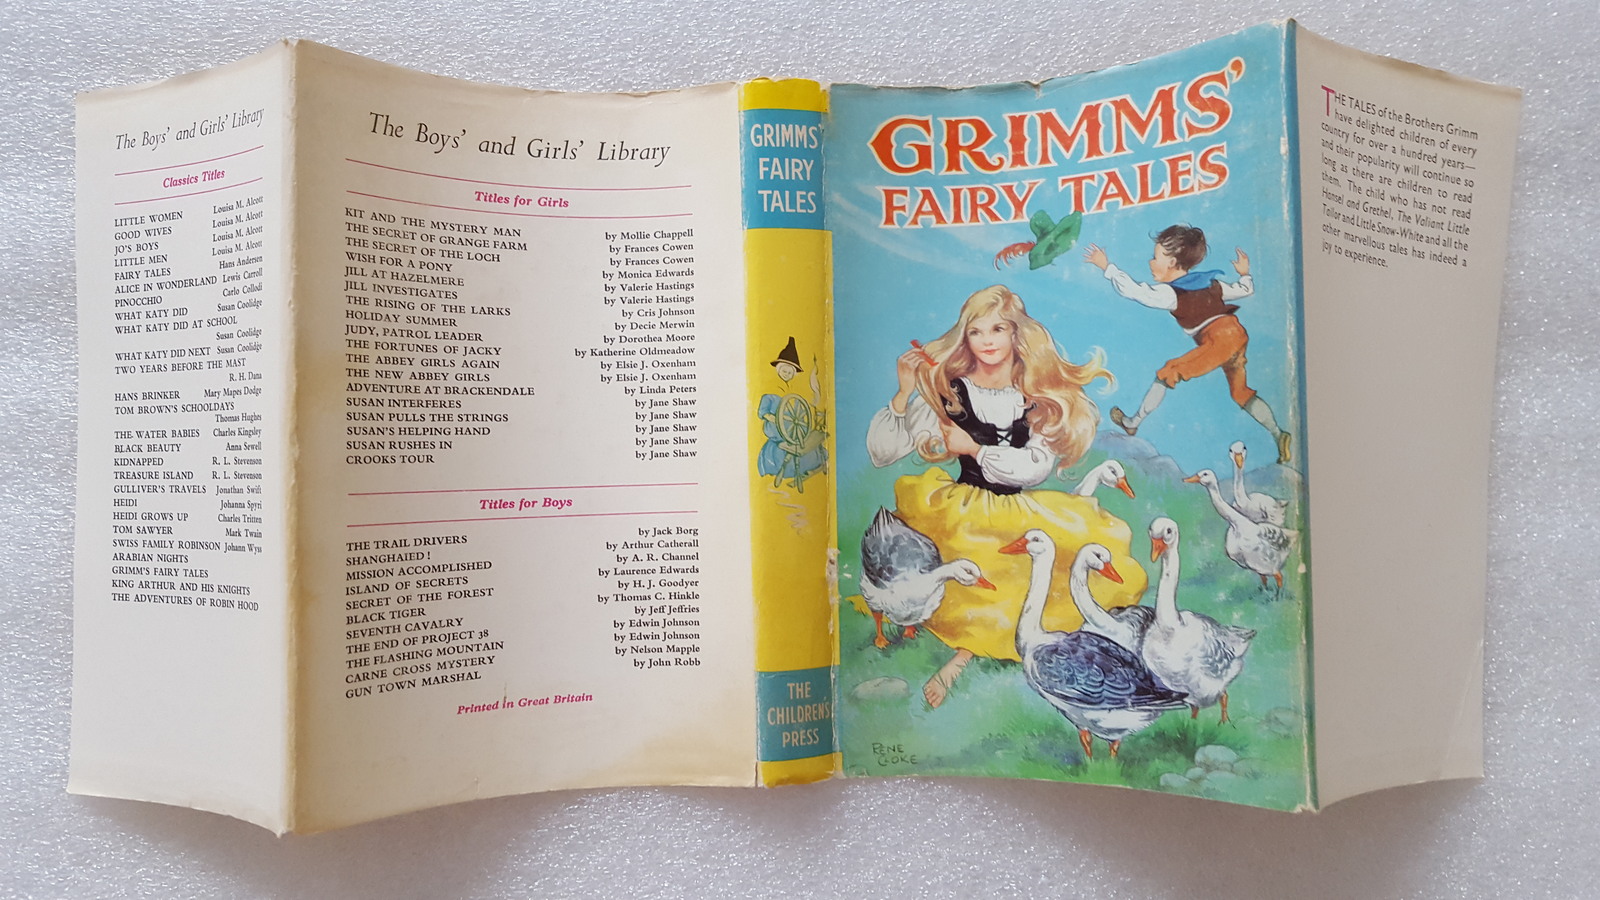 The Boys' and Girls' Library
Classics Titles
LITTLE WOMEN Louisa M. Alcott
GOOD WIVES Louisa M. Alcott
JO'S BOYS Louisa M. Alcott
LITTLE MEN Louisa M. Alcott
FAIRY TALES Hans Andersen
ALICE IN WONDERLAND Lewis Carroll
PINOCCHIO Carlo Collodi
WHAT KATY DID Susan Coolidge
WHAT KATY DID AT SCHOOL
Susan Coolidge
WHAT KATY DID NEXT Susan Coolidge
TWO YEARS BEFORE THE MAST
R. H. Dana
HANS BRINKER Mary Mapes Dodge
TOM BROWN'S SCHOOLDAYS
Thomas Hughes
THE WATER BABIES Charles Kingsley
BLACK BEAUTY Anna Sewell
KIDNAPPED R. L. Stevenson
TREASURE ISLAND R. L. Stevenson
GULLIVER'S TRAVELS Jonathan Swift
HEIDI Johanna Spyri
HEIDI GROWS UP Charles Tritten
TOM SAWYER Mark Twain
SWISS FAMILY ROBINSON Johann Wyss
ARABIAN NIGHTS
GRIMM'S FAIRY TALES
KING ARTHUR AND HIS KNIGHTS
THE ADVENTURES OF ROBIN HOOD
The Boys' and Girls' Library
Titles for Girls
KIT AND THE MYSTERY MAN by Mollie Chappell
THE SECRET OF GRANGE FARM by Frances Cowen
THE SECRET OF THE LOCH by Frances Cowen
WISH FOR A PONY by Monica Edwards
JILL AT HAZELMERE by Valerie Hastings
JILL INVESTIGATES by Valerie Hastings
THE RISING OF THE LARKS by Cris Johnson
HOLIDAY SUMMER by Decie Merwin
JUDY, PATROL LEADER by Dorothea Moore
THE FORTUNES OF JACKY by Katherine Oldmeadow
THE ABBEY GIRLS AGAIN by Elsie J. Oxenham
THE NEW ABBEY GIRLS by Elsie J. Oxenham
ADVENTURE AT BRACKENDALE by Linda Peters
SUSAN INTERFERES by Jane Shaw
SUSAN PULLS THE STRINGS by Jane Shaw
SUSAN'S HELPING HAND by Jane Shaw
SUSAN RUSHES IN by Jane Shaw
CROOKS TOUR by Jane Shaw
Titles for Boys
THE TRAIL DRIVERS by Jack Borg
SHANGHAIED! by Arthur Catherall
MISSION ACCOMPLISHED by A. R. Channel
ISLAND OF SECRETS by Laurence Edwards
SECRET OF THE FOREST by H. J. Goodyer
BLACK TIGER by Thomas C. Hinkle
SEVENTH CAVALRY by Jeff Jeffries
THE END OF PROJECT 38 by Edwin Johnson
THE FLASHING MOUNTAIN by Edwin Johnson
CARNE CROSS MYSTERY by Nelson Mapple
GUN TOWN MARSHAL by John Robb
Printed in Great Britain
GRIMMS'
FAIRY
TALES
THE
CHILDREN'S
PRESS
GRIMMS'
FAIRY TALES
RENE
CLOKE
THE TALES of the Brothers Grimm
have delighted children of every
country for over a hundred years—
and their popularity will continue so
long as there are children to read
them. The child who has not read
Hansel and Grethel, The Valiant Little
Tailor and Little Snow-White and all the
other marvellous tales has indeed a
joy to experience.